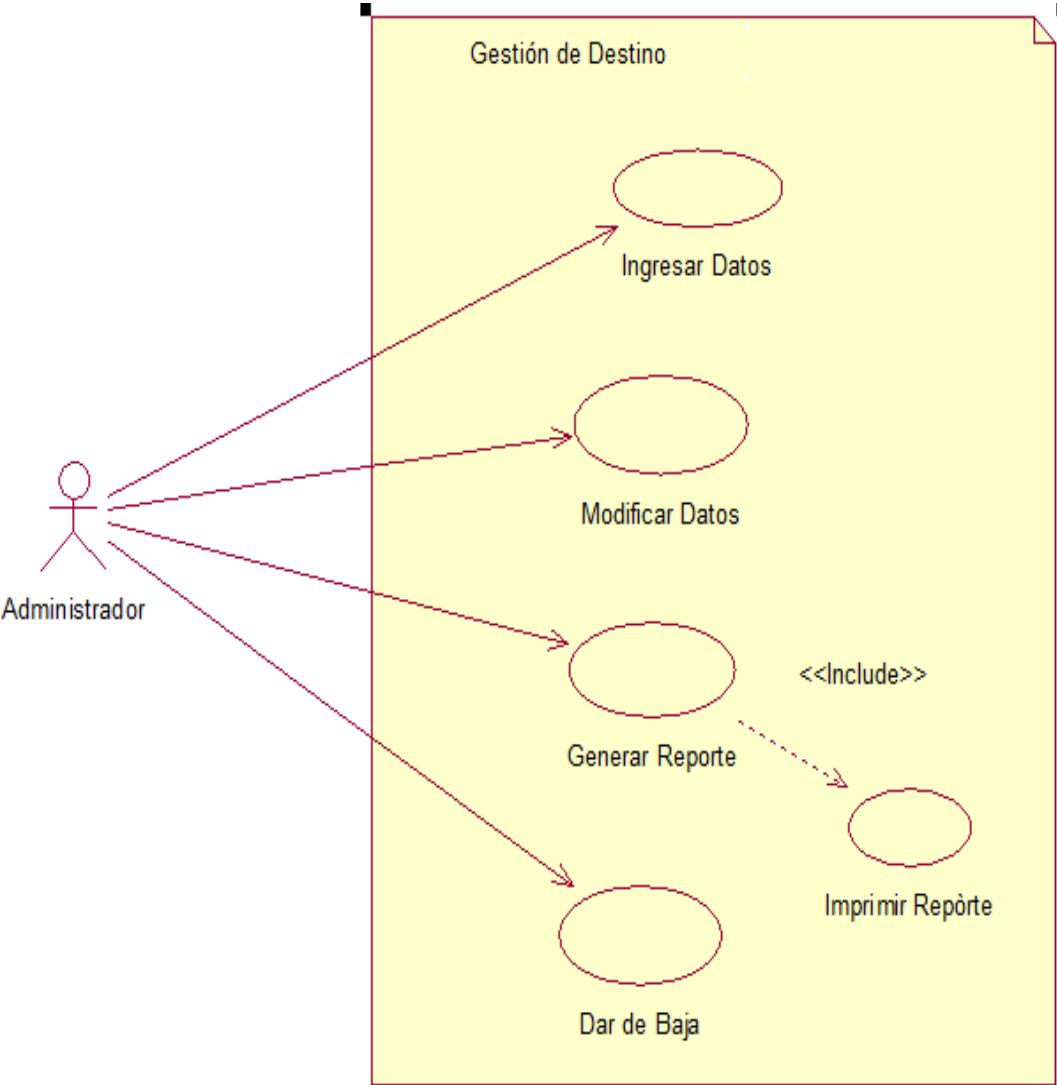 Gestión de Destino
Ingresar Datos
Modificar Datos
Administrador
<<Include>>
Generar Reporte
Imprimir Repòrte
Dar de Baja